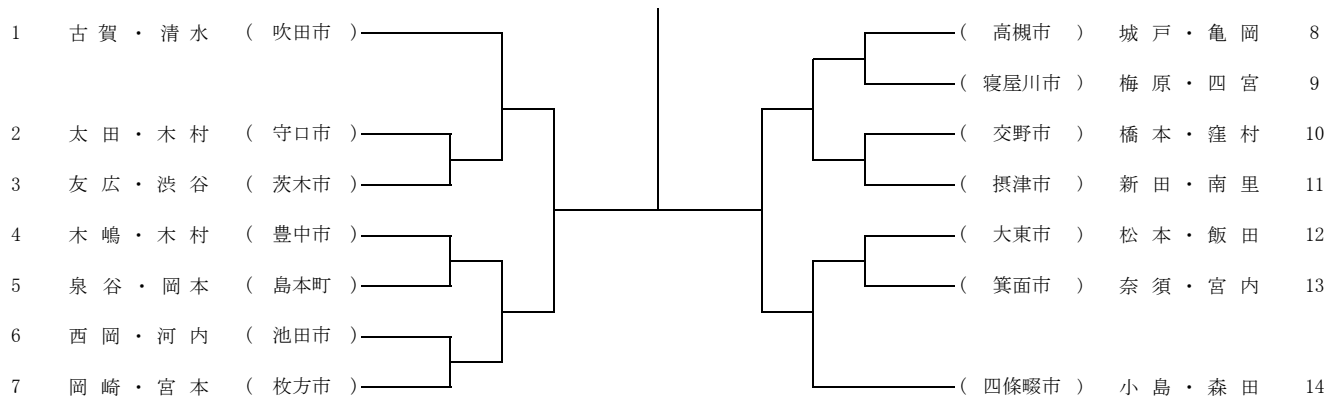 1 古賀・清水 ( 吹田市 )
( 高槻市 ) 城戸・亀岡 8
( 寝屋川市 ) 梅原・四宮 9
2 太田・木村 ( 守口市 )
( 交野市 ) 橋本・窪村 10
3 友広・渋谷 ( 茨木市 )
( 摂津市 ) 新田・南里 11
4 木嶋・木村 ( 豊中市 )
( 大東市 ) 松本・飯田 12
5 泉谷・岡本 ( 島本町 )
( 箕面市 ) 奈須・宮内 13
6 西岡・河内 ( 池田市 )
7 岡崎・宮本 ( 枚方市 )
( 四條畷市 ) 小島・森田 14